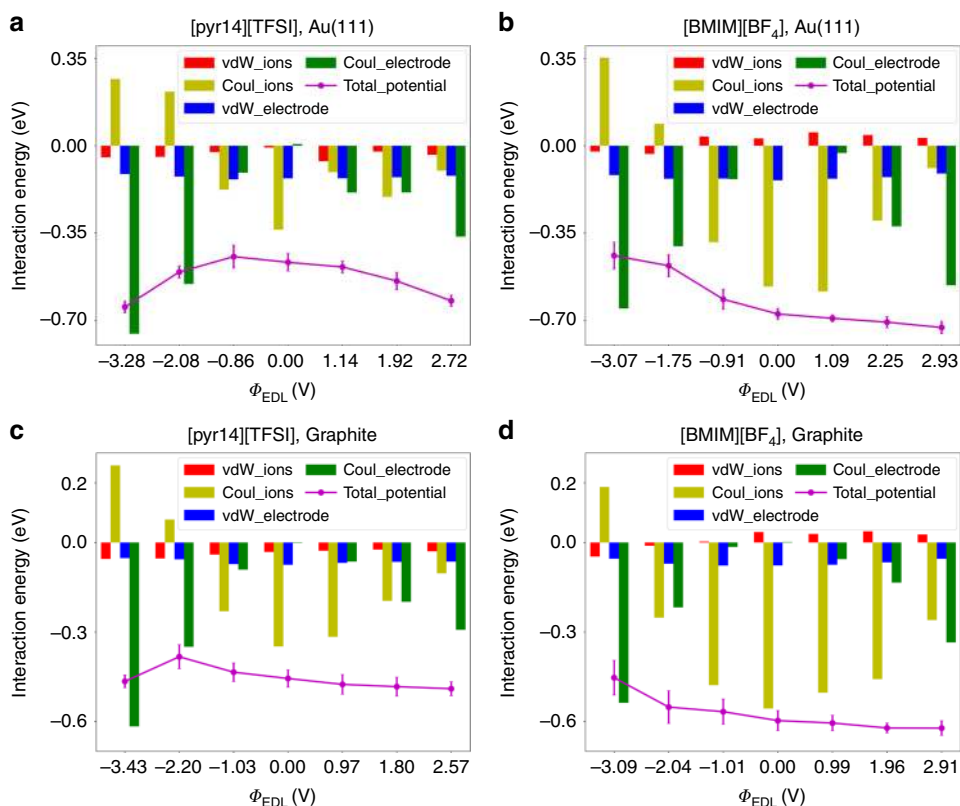 a
[pyr14][TFSI], Au(111)
0.35
0.00
−0.35
−0.70
Interaction energy (eV)
vdW_ions
Coul_ions
vdW_electrode
Coul_electrode
Total_potential
−3.28 −2.08 −0.86 0.00 1.14 1.92 2.72
Φ_EDL (V)
b
[BMIM][BF₄], Au(111)
0.35
0.00
−0.35
−0.70
Interaction energy (eV)
vdW_ions
Coul_ions
vdW_electrode
Coul_electrode
Total_potential
−3.07 −1.75 −0.91 0.00 1.09 2.25 2.93
Φ_EDL (V)
c
[pyr14][TFSI], Graphite
0.2
0.0
−0.3
−0.6
Interaction energy (eV)
vdW_ions
Coul_ions
vdW_electrode
Coul_electrode
Total_potential
−3.43 −2.20 −1.03 0.00 0.97 1.80 2.57
Φ_EDL (V)
d
[BMIM][BF₄], Graphite
0.2
0.0
−0.3
−0.6
Interaction energy (eV)
vdW_ions
Coul_ions
vdW_electrode
Coul_electrode
Total_potential
−3.09 −2.04 −1.01 0.00 0.99 1.96 2.91
Φ_EDL (V)